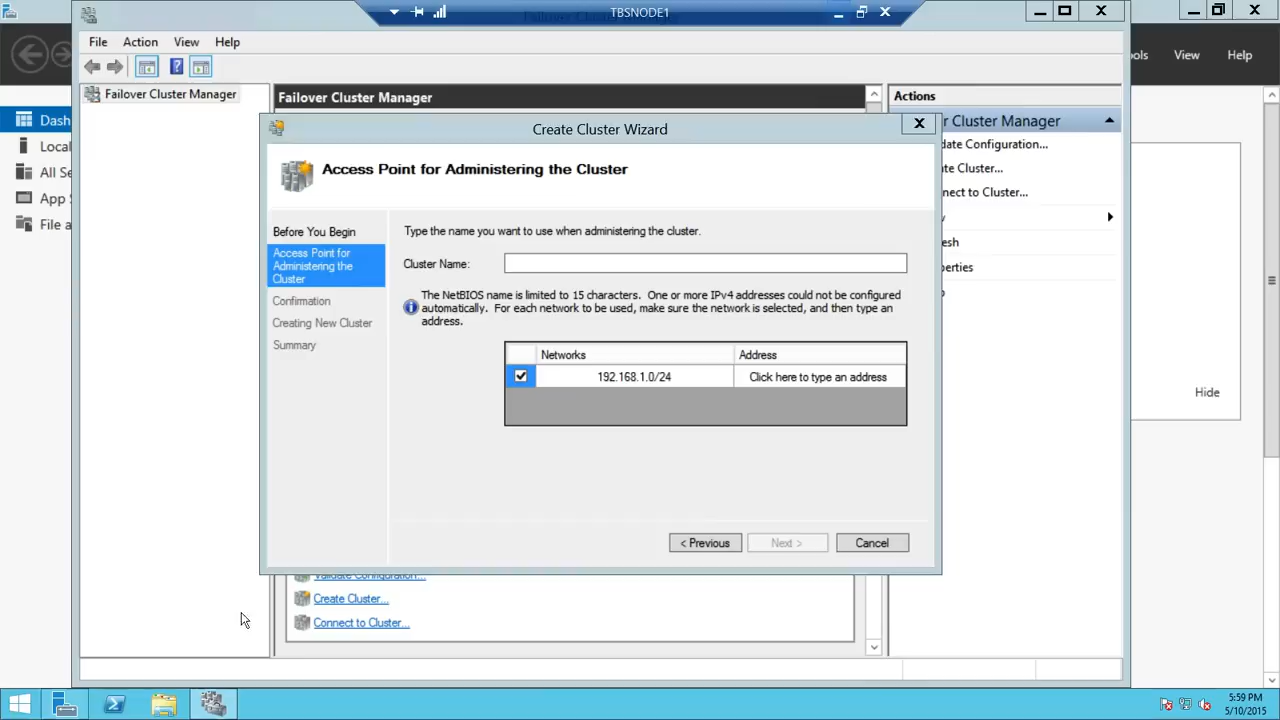 TBSNODE1
File Action View Help
ols View Help
Failover Cluster Manager
Failover Cluster Manager
Actions
Dash
Local
All Se
App S
File a
r Cluster Manager
date Configuration...
te Cluster...
nect to Cluster...
esh
erties
Hide
Create Cluster Wizard
Access Point for Administering the Cluster
Before You Begin
Access Point for
Administering the
Cluster
Confirmation
Creating New Cluster
Summary
Type the name you want to use when administering the cluster.
Cluster Name:
The NetBIOS name is limited to 15 characters. One or more IPv4 addresses could not be configured
automatically. For each network to be used, make sure the network is selected, and then type an
address.
Networks Address
192.168.1.0/24 Click here to type an address
< Previous Next > Cancel
Validate Configuration...
Create Cluster...
Connect to Cluster...
5:59 PM
5/10/2015